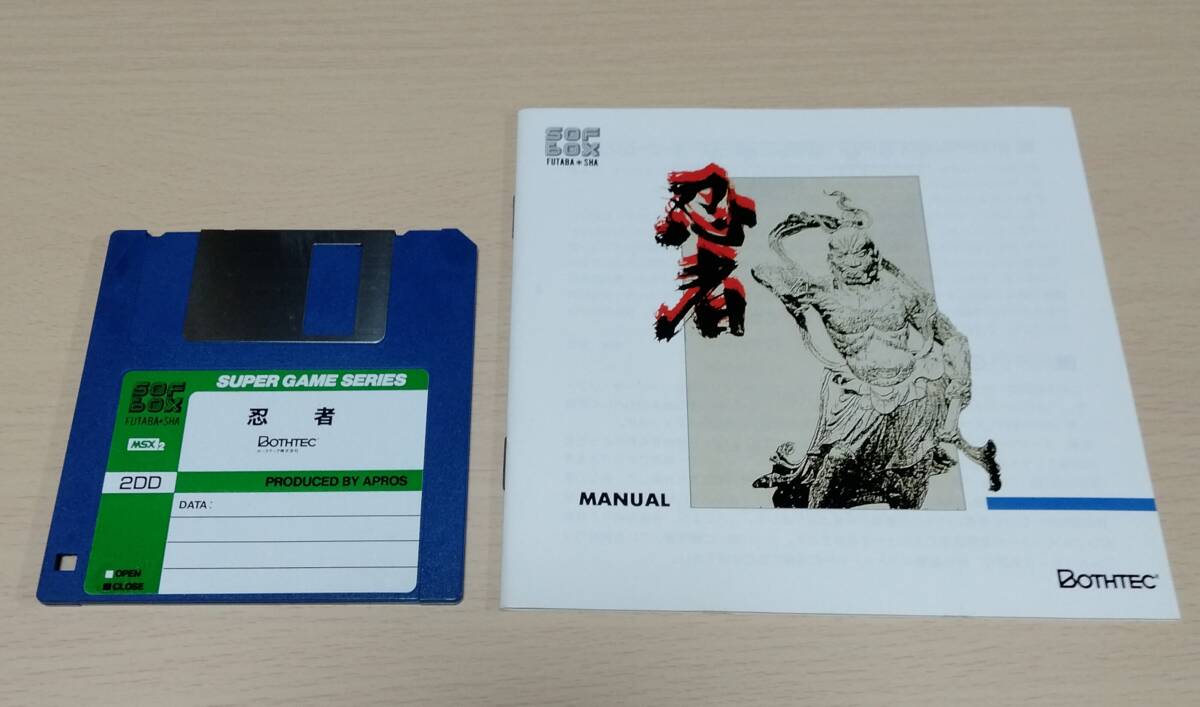 SOF
BOX
FUTABA*SHA
SUPER GAME SERIES
忍者
BOTHTEC
MSX2
2DD
PRODUCED BY APROS
DATA:
OPEN
CLOSE
SOF
BOX
FUTABA*SHA
忍者
MANUAL
BOTHTEC